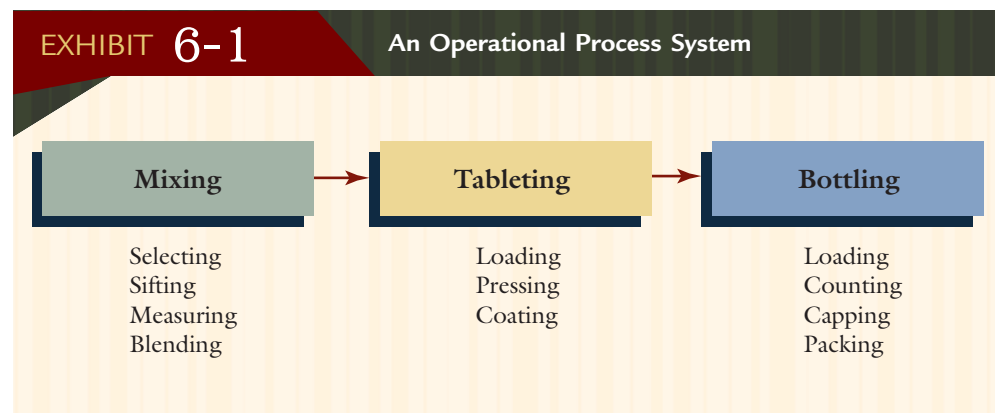 EXHIBIT 6-1
An Operational Process System
Mixing
Selecting
Sifting
Measuring
Blending
Tableting
Loading
Pressing
Coating
Bottling
Loading
Counting
Capping
Packing